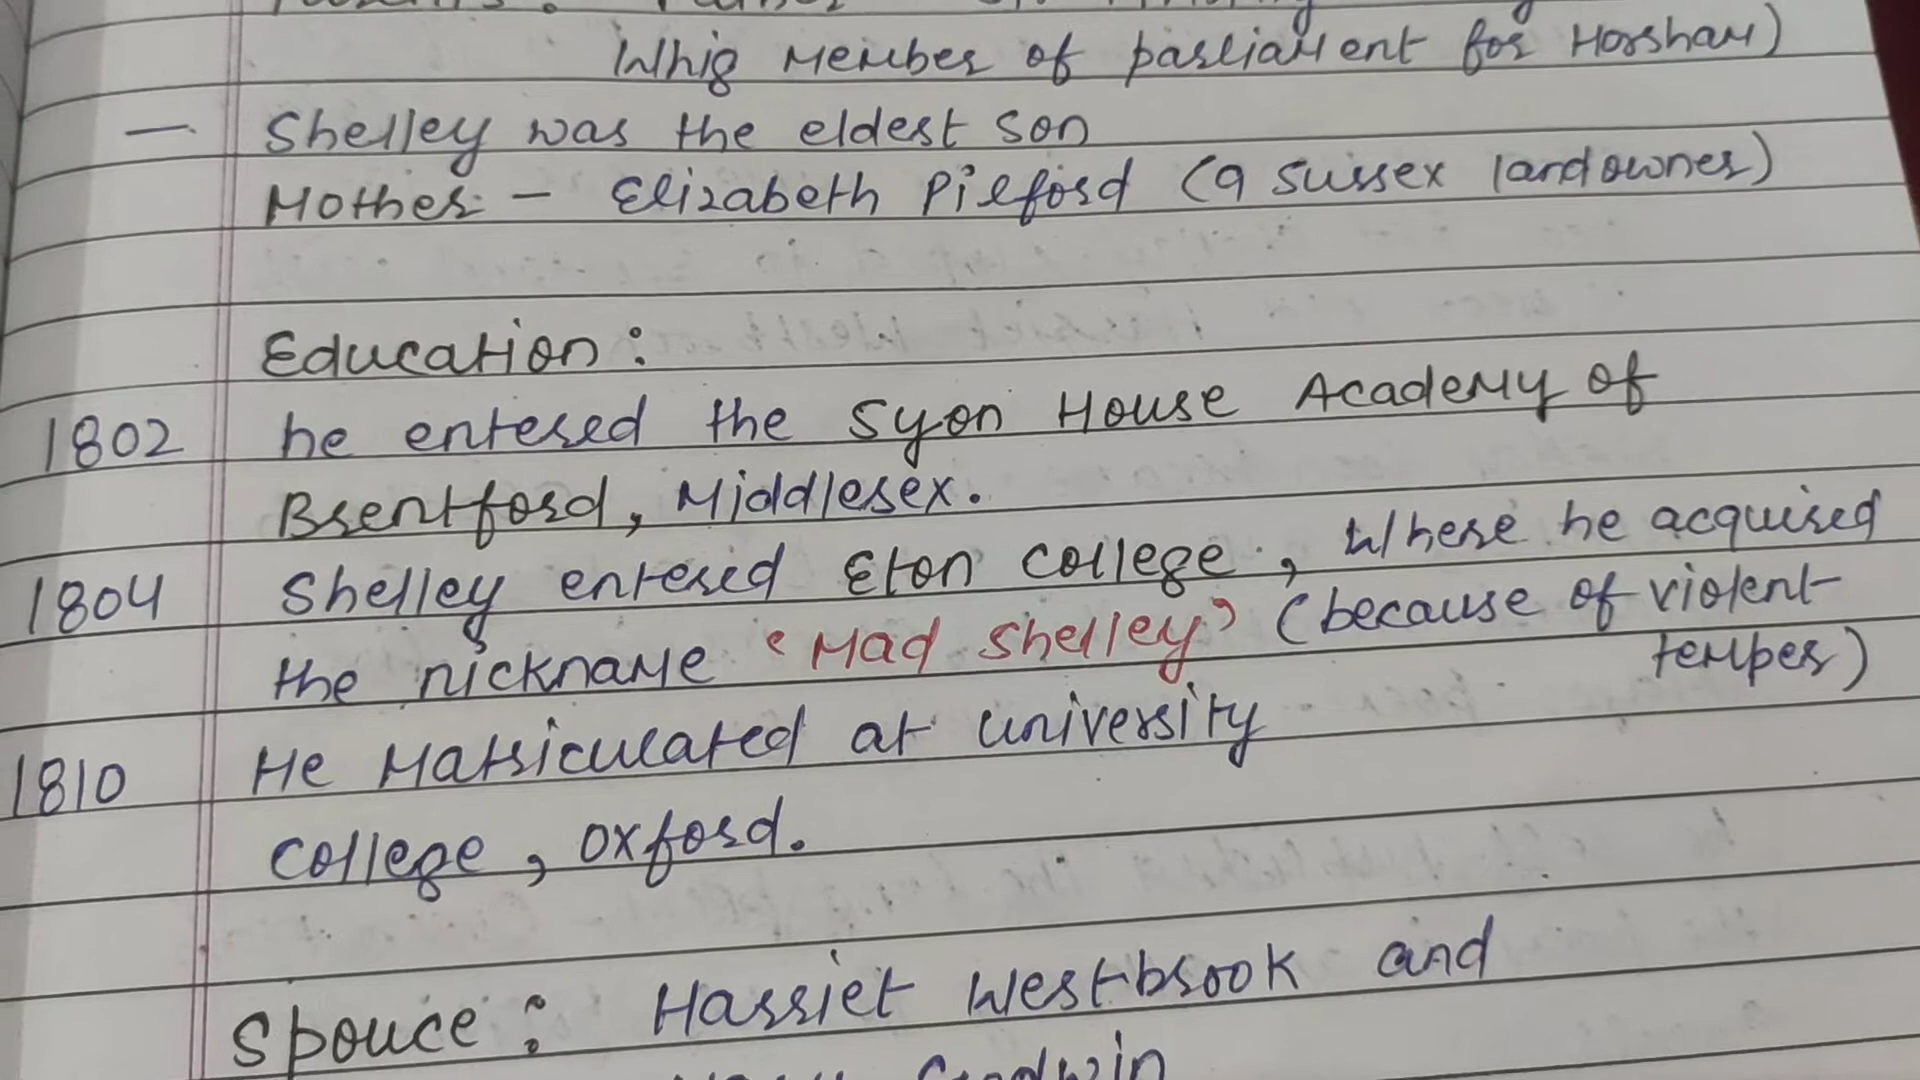 Whig Member of parliament for Horsham)
— Shelley was the eldest son
Mother: - Elizabeth Pilford (a Sussex landowner)
Education :
1802 he entered the Syon House Academy of
Brentford, Middlesex.
1804 Shelley entered Eton College, Where he acquired
the nickname 'Mad Shelley' (because of violent
temper)
1810 He Matriculated at university
College, Oxford.
Spouce : Harriet Westbrook and
Godwin